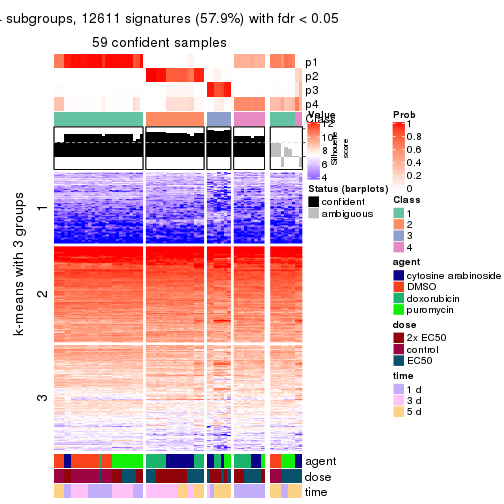 subgroups, 12611 signatures (57.9%) with fdr < 0.05
59 confident samples
p1
p2
p3
p4
Class
Value
12
10
8
6
4
Silhouette
score
Status (barplots)
confident
ambiguous
Prob
1
0.8
0.6
0.4
0.2
0
Class
1
2
3
4
agent
cytosine arabinoside
DMSO
doxorubicin
puromycin
dose
2x EC50
control
EC50
time
1 d
3 d
5 d
k-means with 3 groups
1
2
3
agent
dose
time